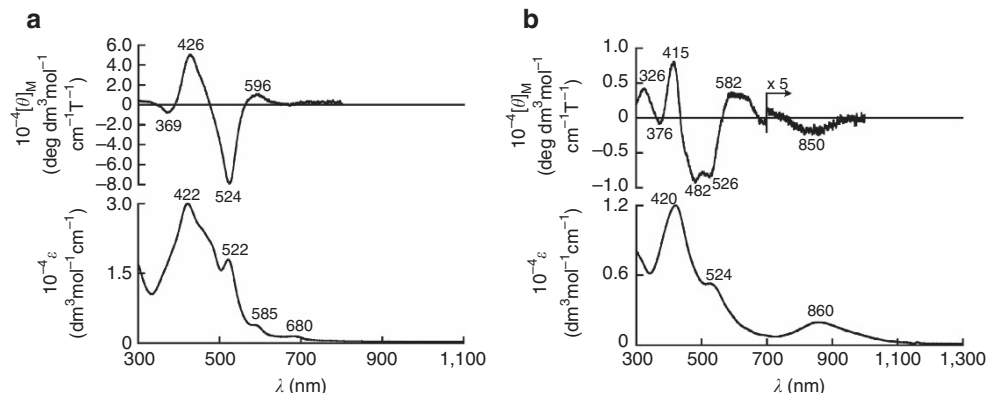 a
10⁻⁴[θ]M
(deg dm³mol⁻¹
cm⁻¹T⁻¹)
6.0
4.0
2.0
0
−2.0
−4.0
−6.0
−8.0
426
596
369
524
10⁻⁴ε
(dm³mol⁻¹cm⁻¹)
3.0
1.5
0
422
522
585
680
300 500 700 900 1,100
λ (nm)
b
10⁻⁴[θ]M
(deg dm³mol⁻¹
cm⁻¹T⁻¹)
1.0
0.5
0
−0.5
−1.0
326
415
582
x 5
376
850
482
526
10⁻⁴ε
(dm³mol⁻¹cm⁻¹)
1.2
0.6
0
420
524
860
300 500 700 900 1,100 1,300
λ (nm)